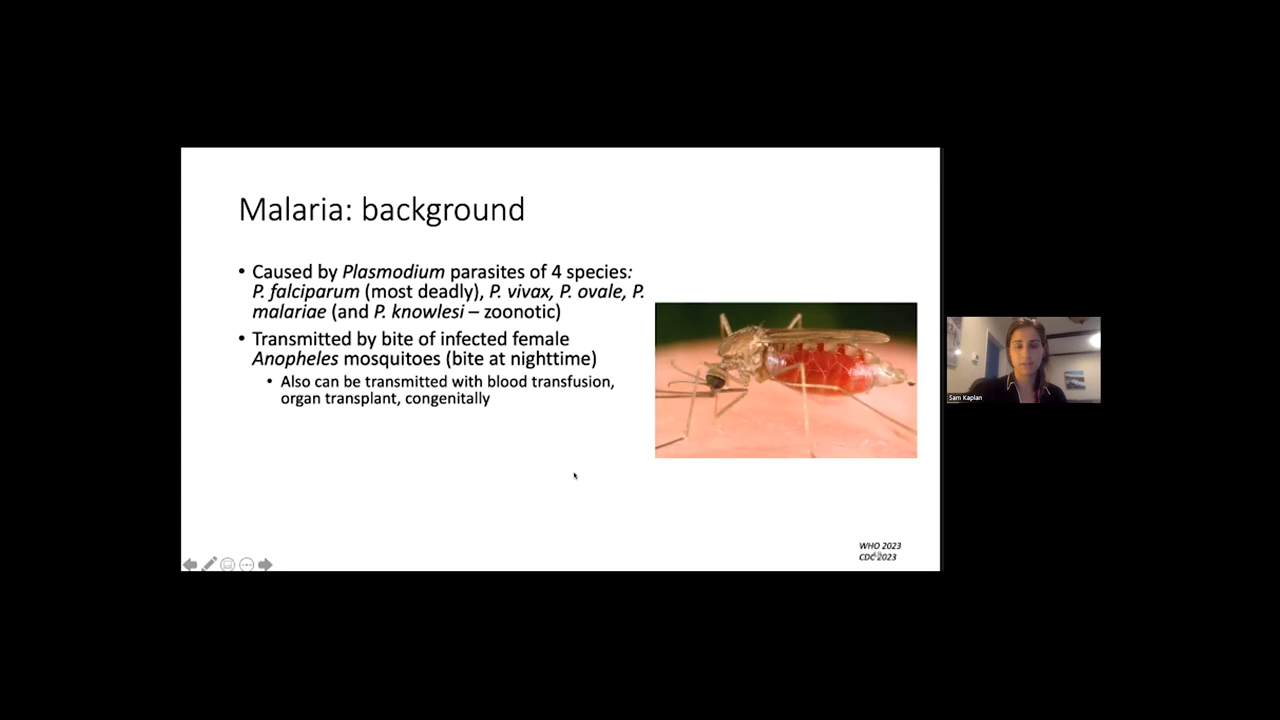 Malaria: background
• Caused by Plasmodium parasites of 4 species:
P. falciparum (most deadly), P. vivax, P. ovale, P.
malariae (and P. knowlesi – zoonotic)
• Transmitted by bite of infected female
Anopheles mosquitoes (bite at nighttime)
• Also can be transmitted with blood transfusion,
organ transplant, congenitally
Sam Kaplan
WHO 2023
CDC 2023